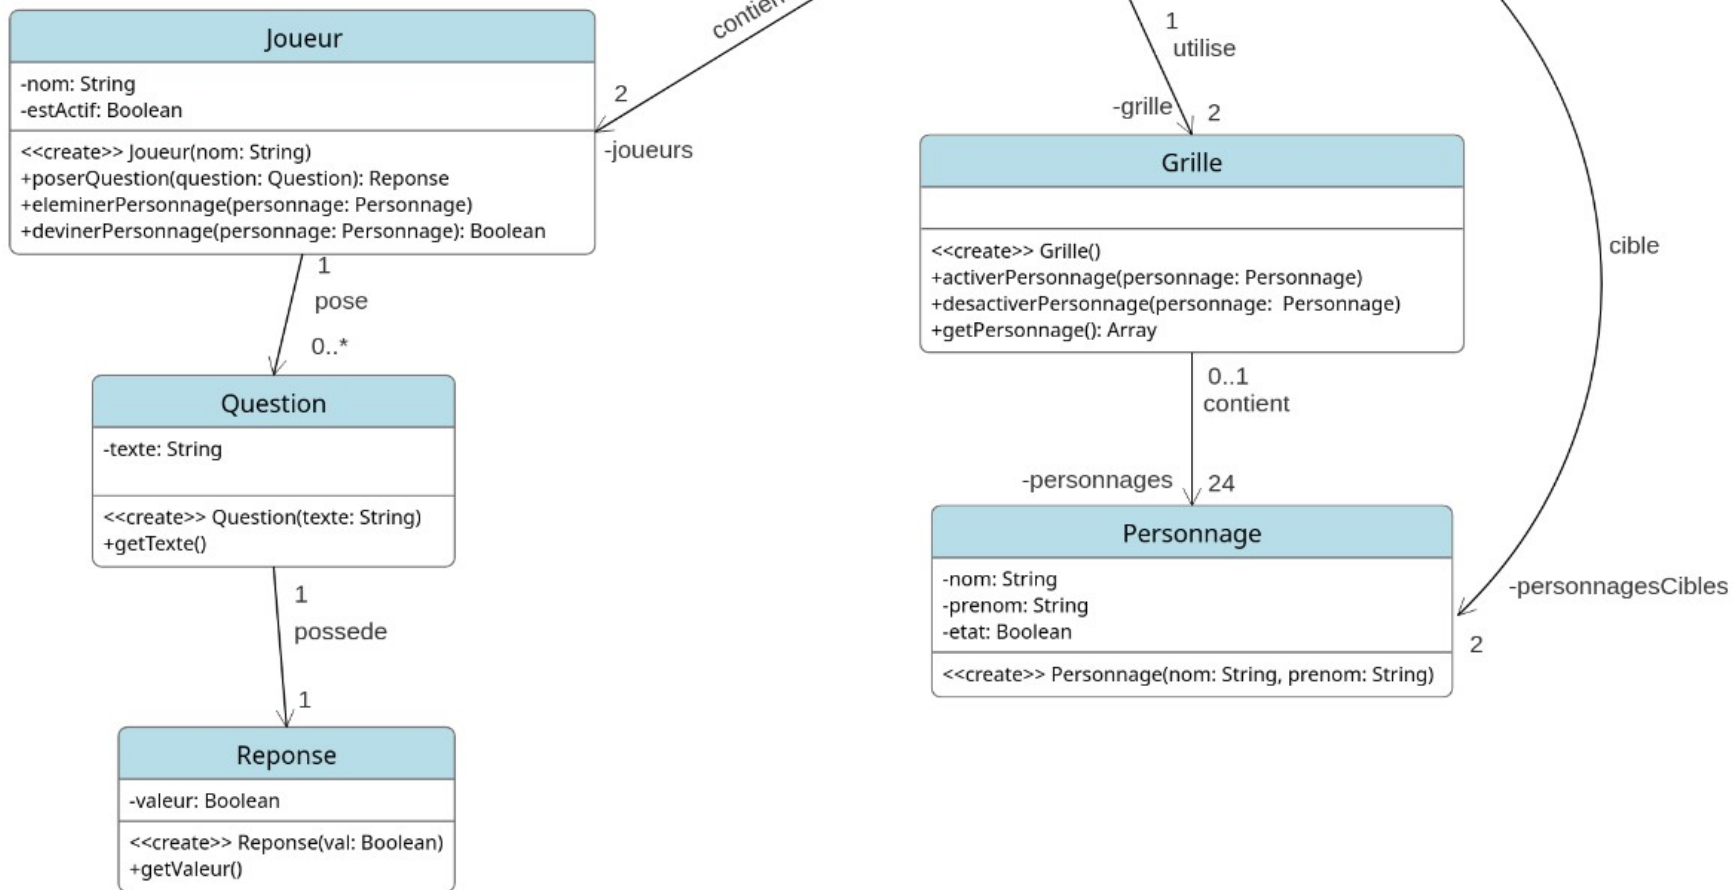 contien
Joueur
-nom: String
-estActif: Boolean
<<create>> Joueur(nom: String)
+poserQuestion(question: Question): Reponse
+eleminerPersonnage(personnage: Personnage)
+devinerPersonnage(personnage: Personnage): Boolean
2
-joueurs
1
utilise
-grille
2
Grille
<<create>> Grille()
+activerPersonnage(personnage: Personnage)
+desactiverPersonnage(personnage:  Personnage)
+getPersonnage(): Array
cible
1
pose
0..*
Question
-texte: String
<<create>> Question(texte: String)
+getTexte()
0..1
contient
-personnages
24
Personnage
-nom: String
-prenom: String
-etat: Boolean
<<create>> Personnage(nom: String, prenom: String)
-personnagesCibles
2
1
possede
1
Reponse
-valeur: Boolean
<<create>> Reponse(val: Boolean)
+getValeur()